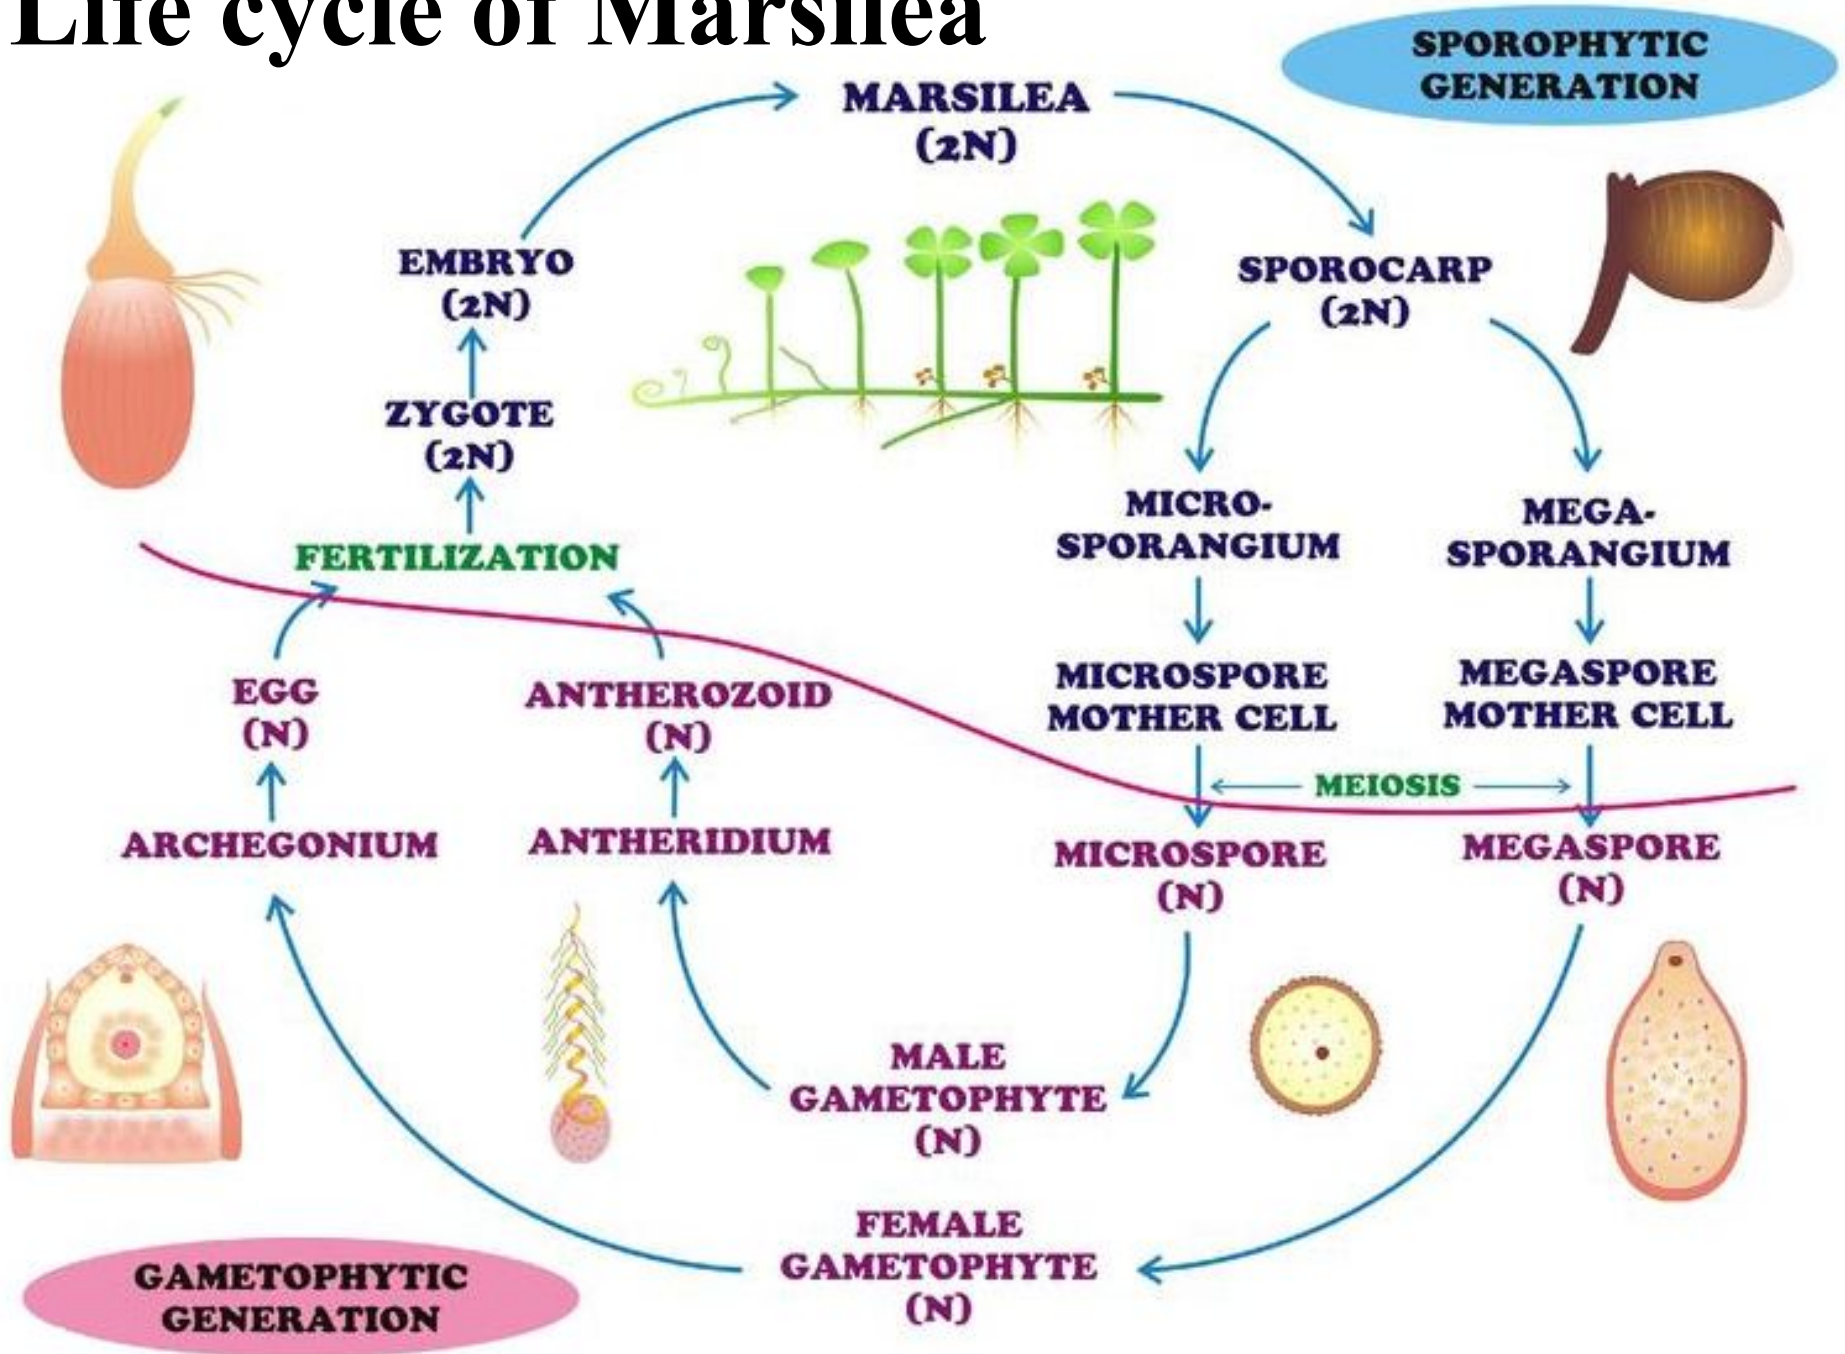 Life cycle of Marsilea
SPOROPHYTIC
GENERATION
MARSILEA
(2N)
EMBRYO
(2N)
SPOROCARP
(2N)
ZYGOTE
(2N)
MICRO-
SPORANGIUM
MEGA-
SPORANGIUM
FERTILIZATION
MICROSPORE
MOTHER CELL
MEGASPORE
MOTHER CELL
EGG
(N)
ANTHEROZOID
(N)
MEIOSIS
ARCHEGONIUM
ANTHERIDIUM
MICROSPORE
(N)
MEGASPORE
(N)
MALE
GAMETOPHYTE
(N)
FEMALE
GAMETOPHYTE
(N)
GAMETOPHYTIC
GENERATION